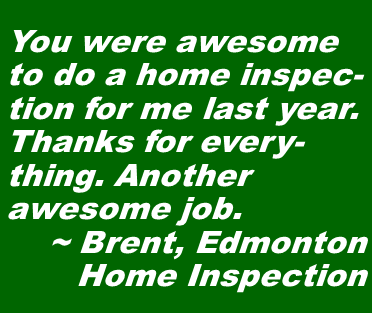 You were awesome
to do a home inspec-
tion for me last year.
Thanks for every-
thing. Another
awesome job.
~ Brent, Edmonton
Home Inspection